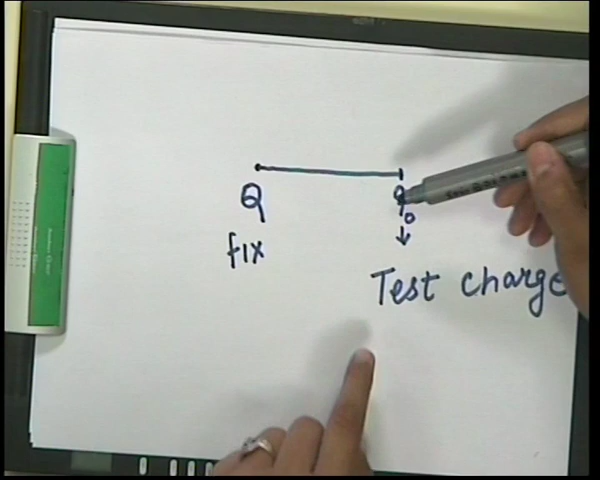 Q q₀
fix
Test charge